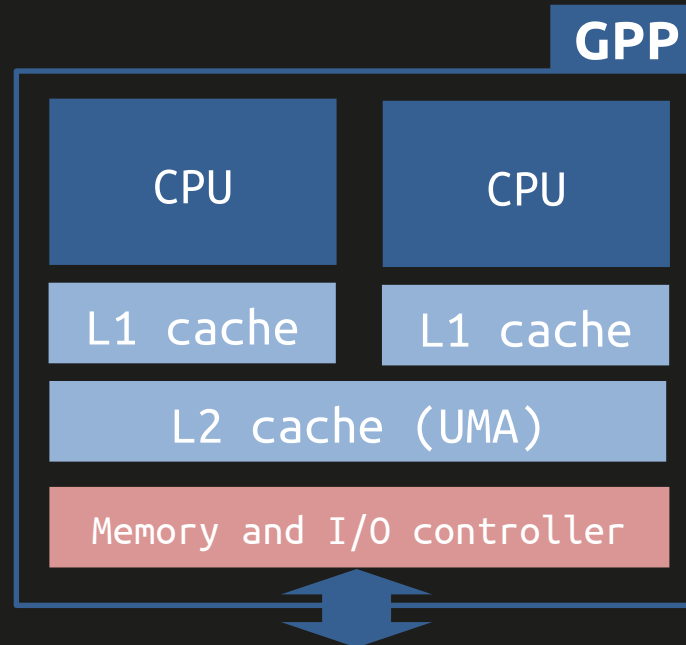 GPP
CPU
CPU
L1 cache
L1 cache
L2 cache (UMA)
Memory and I/O controller